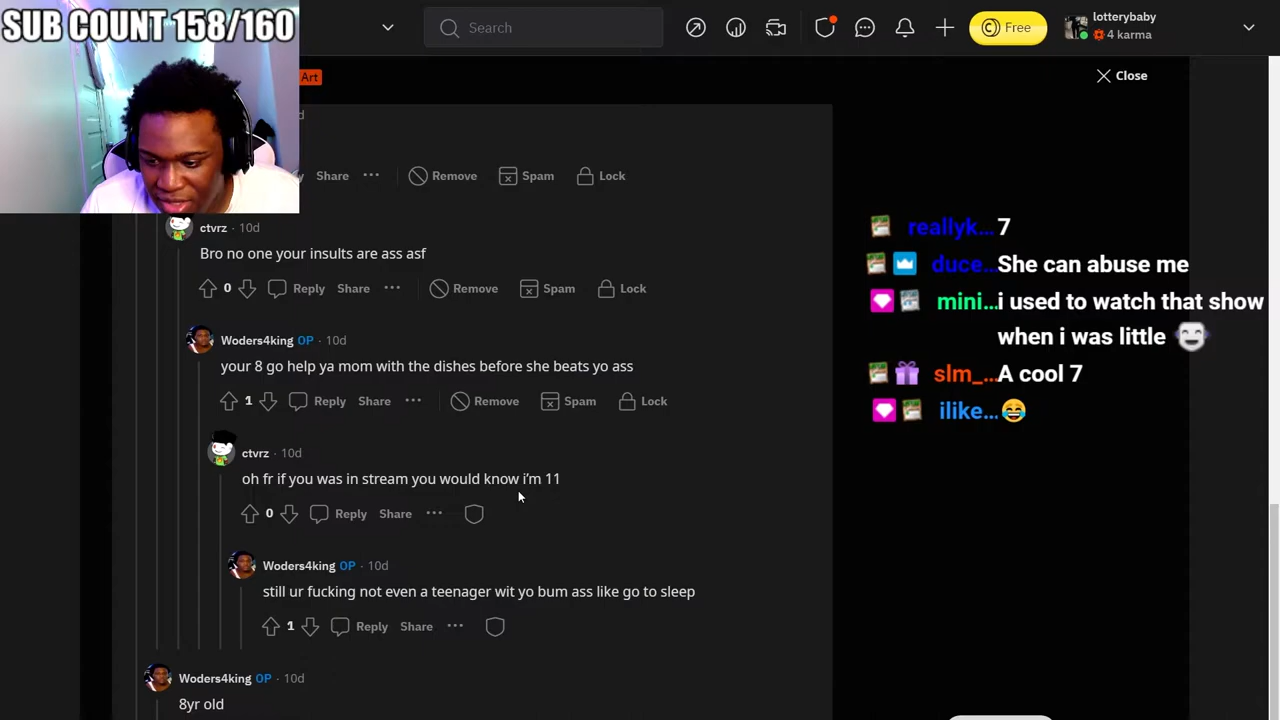 SUB COUNT 158/160
Search
Free
lotterybaby
4 karma
Art
Close
Share
Remove
Spam
Lock
ctvrz · 10d
Bro no one your insults are ass asf
0 Reply Share ··· Remove Spam Lock
Woders4king OP · 10d
your 8 go help ya mom with the dishes before she beats yo ass
1 Reply Share ··· Remove Spam Lock
ctvrz · 10d
oh fr if you was in stream you would know i'm 11
0 Reply Share ···
Woders4king OP · 10d
still ur fucking not even a teenager wit yo bum ass like go to sleep
1 Reply Share ···
Woders4king OP · 10d
8yr old
reallyk... 7
duce... She can abuse me
mini... i used to watch that show
when i was little
slm_... A cool 7
ilike... 😂